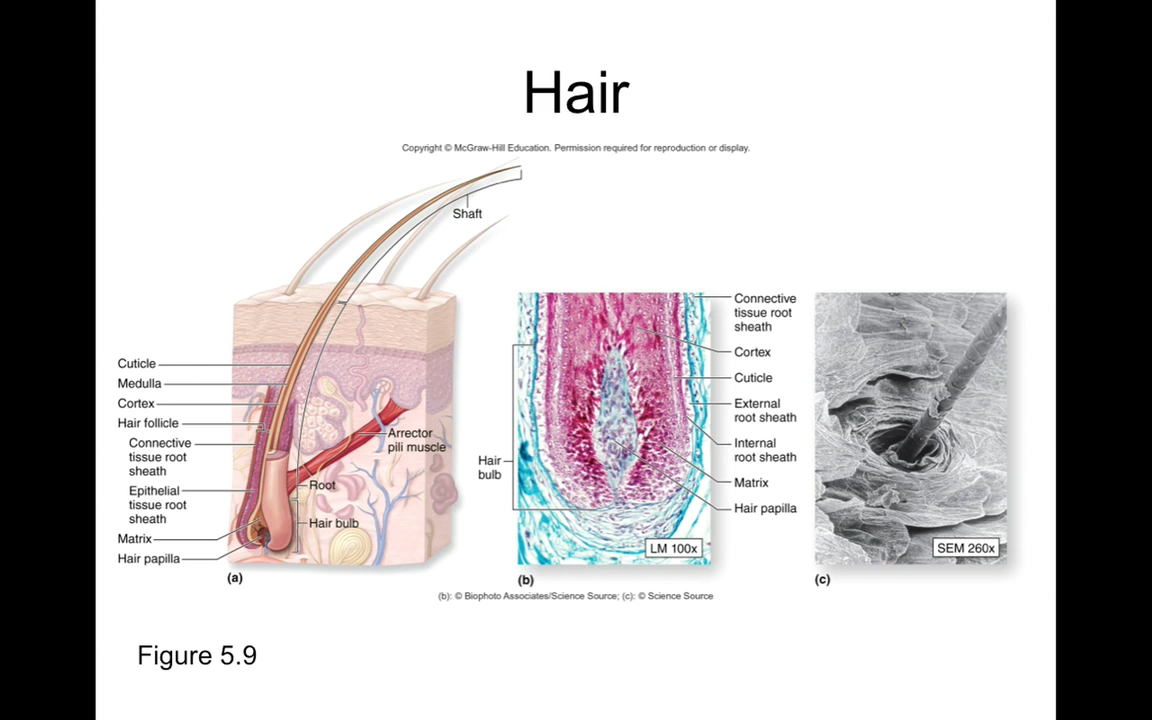 Hair
Copyright © McGraw-Hill Education. Permission required for reproduction or display.
Shaft
Cuticle
Medulla
Cortex
Hair follicle
Connective
tissue root
sheath
Epithelial
tissue root
sheath
Matrix
Hair papilla
Arrector
pili muscle
Root
Hair bulb
(a)
Hair
bulb
Connective
tissue root
sheath
Cortex
Cuticle
External
root sheath
Internal
root sheath
Matrix
Hair papilla
LM 100x
(b)
SEM 260x
(c)
(b): © Biophoto Associates/Science Source; (c): © Science Source
Figure 5.9